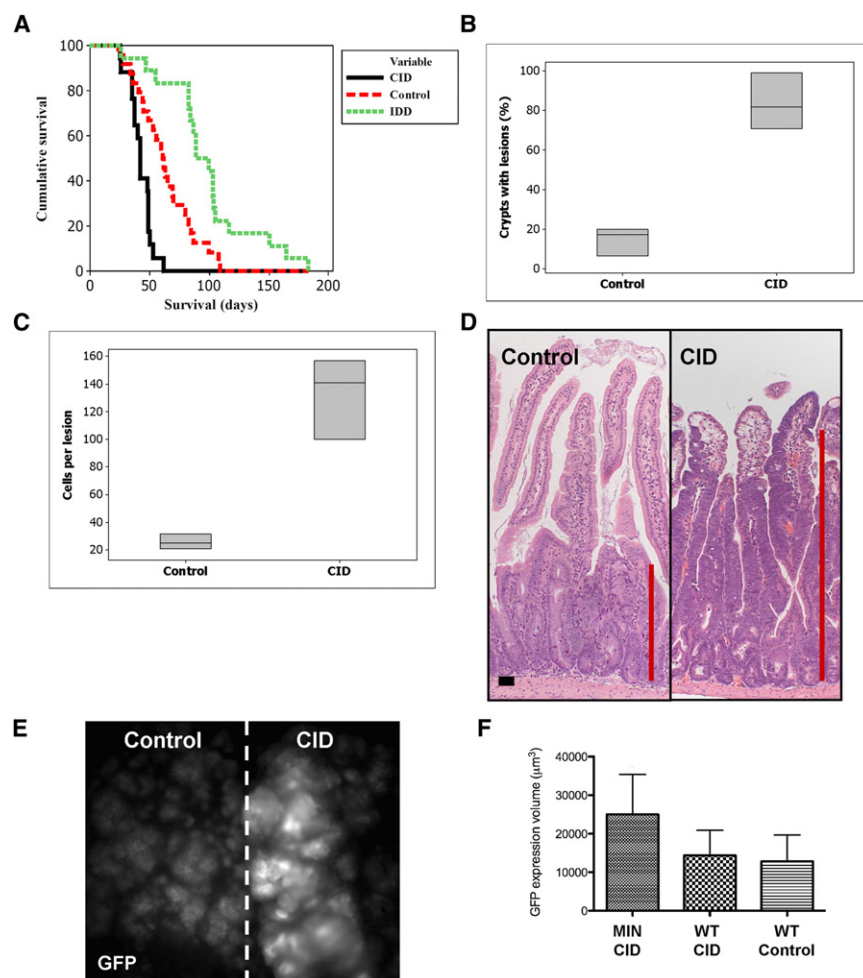 A
100
80
60
40
20
0
Cumulative survival
0 50 100 150 200
Survival (days)
Variable
CID
Control
IDD
B
100
80
60
40
20
0
Crypts with lesions (%)
Control CID
C
160
140
120
100
80
60
40
20
Cells per lesion
Control CID
D
Control CID
E
Control CID
GFP
F
40000
30000
20000
10000
0
GFP expression volume (μm³)
MIN WT WT
CID CID Control